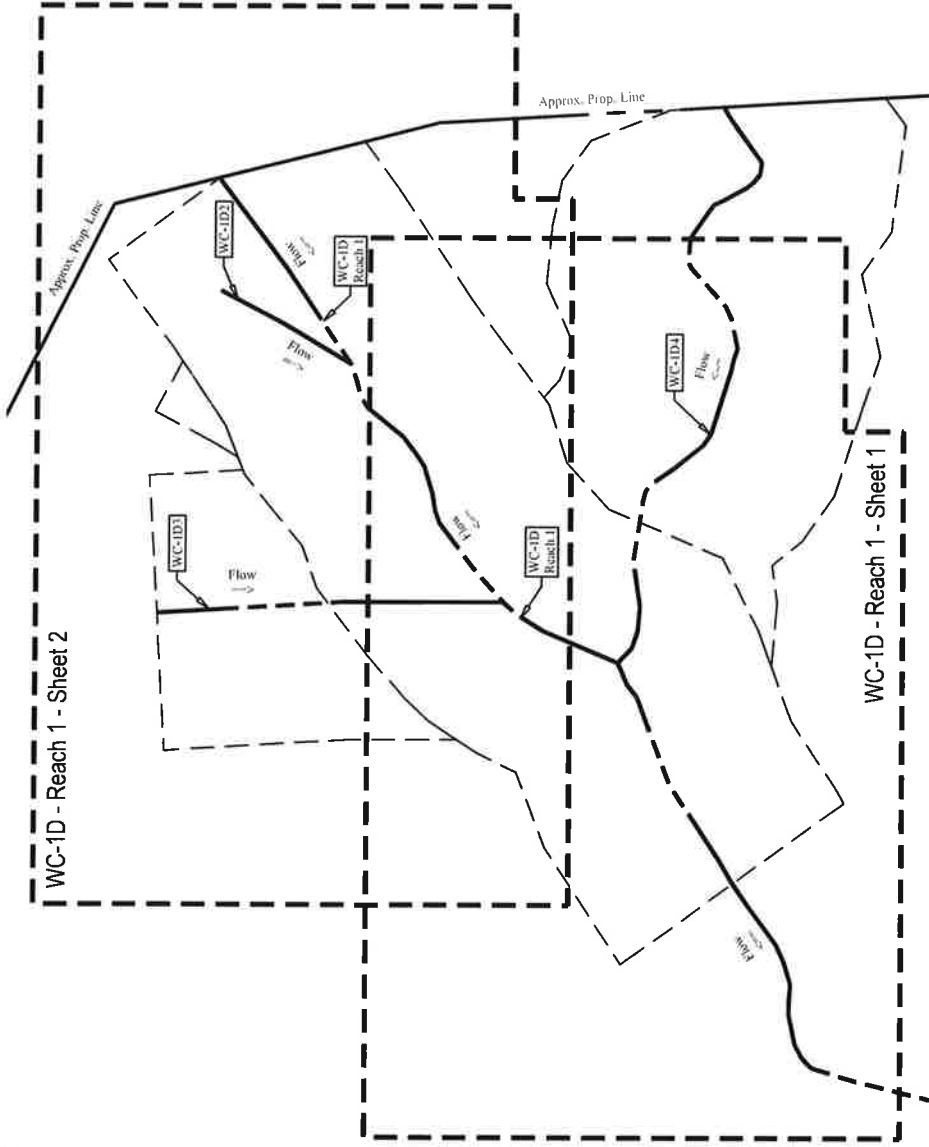 Approx. Prop. Line
Approx. Prop. Line
WC-1D2
Flow
WC-1D
Reach 1
Flow
WC-1D3
Flow
Flow
WC-1D
Reach 1
WC-1D4
Flow
WC-1D - Reach 1 - Sheet 2
WC-1D - Reach 1 - Sheet 1
Flow